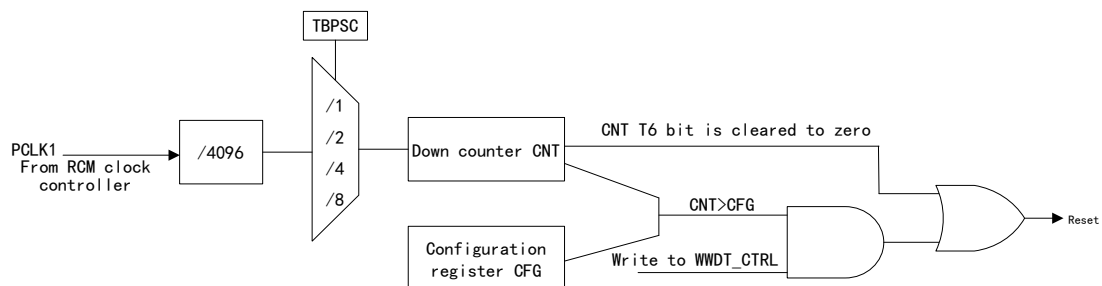 TBPSC
/1
/2
/4
/8
PCLK1
From RCM clock
controller
/4096
Down counter CNT
CNT T6 bit is cleared to zero
CNT>CFG
Configuration
register CFG
Write to WWDT_CTRL
Reset